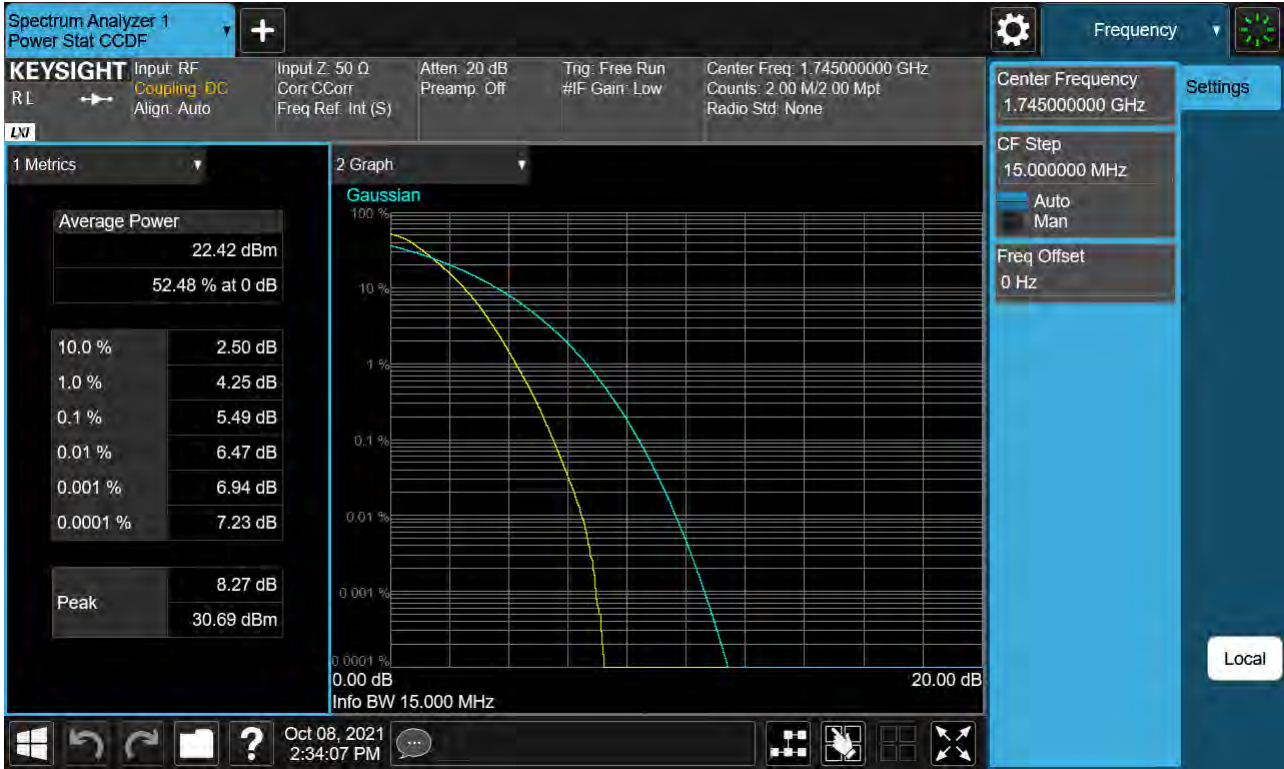 Spectrum Analyzer 1
Power Stat CCDF
Frequency
KEYSIGHT
R L
LXI
Input: RF
Coupling: DC
Align: Auto
Input Z: 50 Ω
Corr CCorr
Freq Ref: Int (S)
Atten: 20 dB
Preamp: Off
Trig: Free Run
#IF Gain: Low
Center Freq: 1.745000000 GHz
Counts: 2.00 M/2.00 Mpt
Radio Std: None
Center Frequency
1.745000000 GHz
Settings
CF Step
15.000000 MHz
Auto
Man
Freq Offset
0 Hz
Local
1 Metrics
Average Power
22.42 dBm
52.48 % at 0 dB
10.0 % 2.50 dB
1.0 % 4.25 dB
0.1 % 5.49 dB
0.01 % 6.47 dB
0.001 % 6.94 dB
0.0001 % 7.23 dB
Peak
8.27 dB
30.69 dBm
2 Graph
Gaussian
100 %
10 %
1 %
0.1 %
0.01 %
0.001 %
0.0001 %
0.00 dB 20.00 dB
Info BW 15.000 MHz
Oct 08, 2021
2:34:07 PM